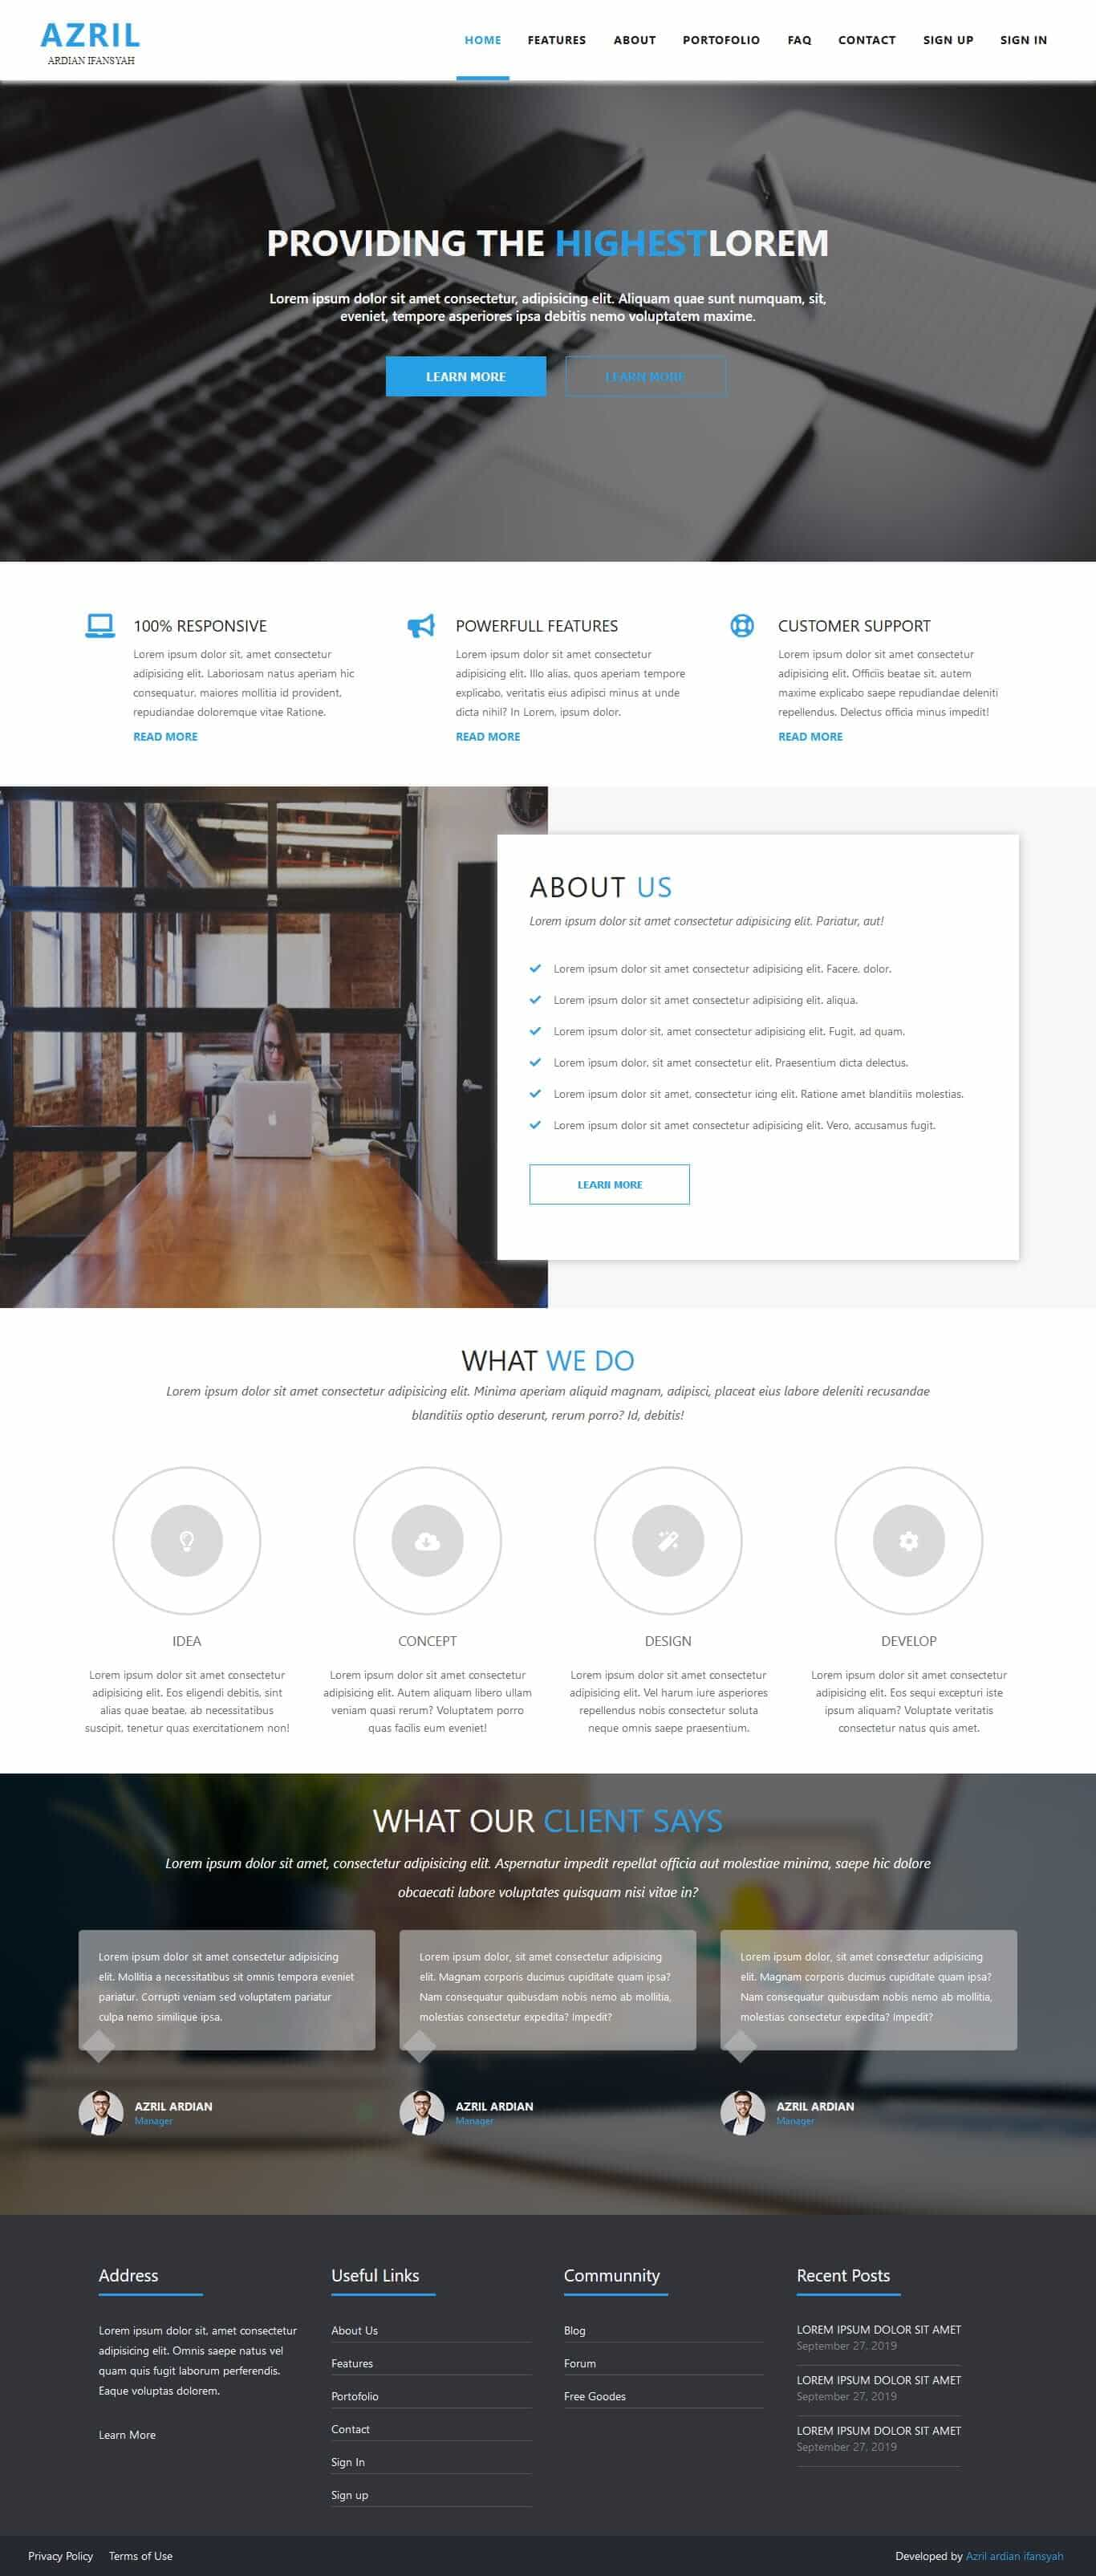 AZRIL
ARDIAN IFANSYAH
HOME FEATURES ABOUT PORTOFOLIO FAQ CONTACT SIGN UP SIGN IN
PROVIDING THE HIGHESTLOREM
Lorem ipsum dolor sit amet consectetur, adipisicing elit. Aliquam quae sunt numquam, sit,
eveniet, tempore asperiores ipsa debitis nemo voluptatem maxime.
LEARN MORE LEARN MORE
100% RESPONSIVE
Lorem ipsum dolor sit, amet consectetur
adipisicing elit. Laboriosam natus aperiam hic
consequatur, maiores mollitia id provident,
repudiandae doloremque vitae Ratione.
READ MORE
POWERFULL FEATURES
Lorem ipsum dolor sit amet consectetur
adipisicing elit. Illo alias, quos aperiam tempore
explicabo, veritatis eius adipisci minus at unde
dicta nihil? In Lorem, ipsum dolor.
READ MORE
CUSTOMER SUPPORT
Lorem ipsum dolor sit amet consectetur
adipisicing elit. Officiis beatae sit, autem
maxime explicabo saepe repudiandae deleniti
repellendus. Delectus officia minus impedit!
READ MORE
ABOUT US
Lorem ipsum dolor sit amet consectetur adipisicing elit. Pariatur, aut!
Lorem ipsum dolor sit amet consectetur adipisicing elit. Facere. dolor.
Lorem ipsum dolor sit amet consectetur adipisicing elit. aliqua.
Lorem ipsum dolor sit, amet consectetur adipisicing elit. Fugit, ad quam.
Lorem ipsum dolor, sit amet consectetur elit. Praesentium dicta delectus.
Lorem ipsum dolor sit amet, consectetur icing elit. Ratione amet blanditiis molestias.
Lorem ipsum dolor sit amet consectetur adipisicing elit. Vero, accusamus fugit.
LEARN MORE
WHAT WE DO
Lorem ipsum dolor sit amet consectetur adipisicing elit. Minima aperiam aliquid magnam, adipisci, placeat eius labore deleniti recusandae
blanditiis optio deserunt, rerum porro? Id, debitis!
IDEA
Lorem ipsum dolor sit amet consectetur
adipisicing elit. Eos eligendi debitis, sint
alias quae beatae, ab necessitatibus
suscipit, tenetur quas exercitationem non!
CONCEPT
Lorem ipsum dolor sit amet consectetur
adipisicing elit. Autem aliquam libero ullam
veniam quasi rerum? Voluptatem porro
quas facilis eum eveniet!
DESIGN
Lorem ipsum dolor sit amet consectetur
adipisicing elit. Vel harum iure asperiores
repellendus nobis consectetur soluta
neque omnis saepe praesentium.
DEVELOP
Lorem ipsum dolor sit amet consectetur
adipisicing elit. Eos sequi excepturi iste
ipsum aliquam? Voluptate veritatis
consectetur natus quis amet.
WHAT OUR CLIENT SAYS
Lorem ipsum dolor sit amet, consectetur adipisicing elit. Aspernatur impedit repellat officia aut molestiae minima, saepe hic dolore
obcaecati labore voluptates quisquam nisi vitae in?
Lorem ipsum dolor sit amet consectetur adipisicing
elit. Mollitia a necessitatibus sit omnis tempora eveniet
pariatur. Corrupti veniam sed voluptatem pariatur
culpa nemo similique ipsa.
AZRIL ARDIAN
Manager
Lorem ipsum dolor, sit amet consectetur adipisicing
elit. Magnam corporis ducimus cupiditate quam ipsa?
Nam consequatur quibusdam nobis nemo ab mollitia,
molestias consectetur expedita? Impedit?
AZRIL ARDIAN
Manager
Lorem ipsum dolor, sit amet consectetur adipisicing
elit. Magnam corporis ducimus cupiditate quam ipsa?
Nam consequatur quibusdam nobis nemo ab mollitia,
molestias consectetur expedita? Impedit?
AZRIL ARDIAN
Manager
Address
Lorem ipsum dolor sit, amet consectetur
adipisicing elit. Omnis saepe natus vel
quam quis fugit laborum perferendis.
Eaque voluptas dolorem.
Learn More
Useful Links
About Us
Features
Portofolio
Contact
Sign In
Sign up
Communnity
Blog
Forum
Free Goodes
Recent Posts
LOREM IPSUM DOLOR SIT AMET
September 27, 2019
LOREM IPSUM DOLOR SIT AMET
September 27, 2019
LOREM IPSUM DOLOR SIT AMET
September 27, 2019
Privacy Policy Terms of Use
Developed by Azril ardian ifansyah